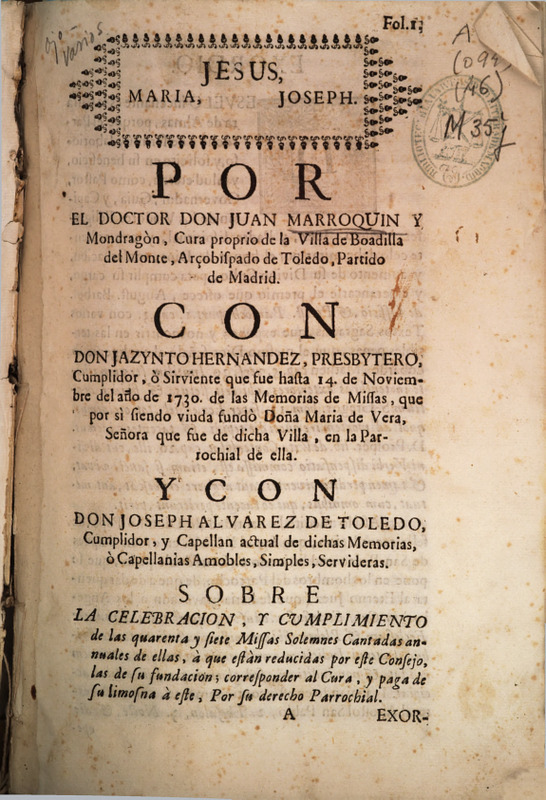 Fol.1;
A
(094
(46)
M 35
varios
JESUS,
MARIA, JOSEPH.
POR
EL DOCTOR DON JUAN MARROQUIN Y
Mondragòn, Cura proprio de la Villa de Boadilla
del Monte, Arçobiſpado de Toledo, Partido
de Madrid.
CON
DON JAZYNTO HERNANDEZ, PRESBYTERO,
Cumplidor, ò Sirviente que fue haſta 14. de Noviem-
bre del año de 1730. de las Memorias de Miſſas, que
por sì ſiendo viuda fundò Doña Maria de Vera,
Señora que fue de dicha Villa, en la Par-
rochial de ella.
Y CON
DON JOSEPH ALVAREZ DE TOLEDO,
Cumplidor, y Capellan actual de dichas Memorias,
ò Capellanias Amobles, Simples, Servideras.
SOBRE
LA CELEBRACION, Y CUMPLIMIENTO
de las quarenta y ſiete Miſſas Solemnes Cantadas an-
nuales de ellas, à que eſtàn reducidas por eſte Conſejo,
las de ſu fundacion; correſponder al Cura, y paga de
ſu limoſna à eſte, Por ſu derecho Parrochial.
A EXOR-